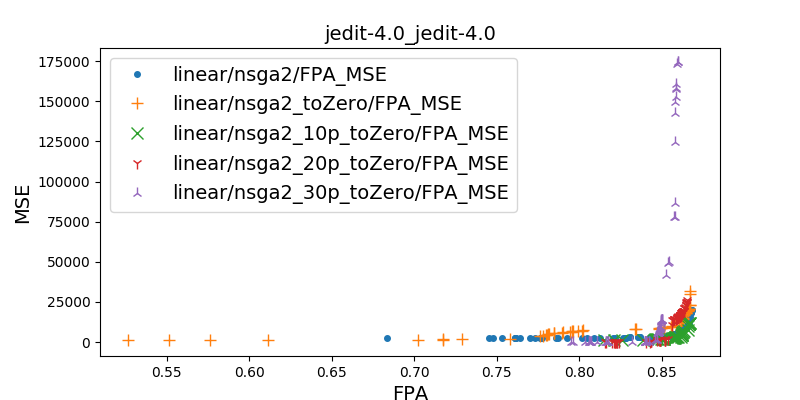 jedit-4.0_jedit-4.0
175000
150000
125000
100000
75000
50000
25000
0
MSE
linear/nsga2/FPA_MSE
linear/nsga2_toZero/FPA_MSE
linear/nsga2_10p_toZero/FPA_MSE
linear/nsga2_20p_toZero/FPA_MSE
linear/nsga2_30p_toZero/FPA_MSE
0.55 0.60 0.65 0.70 0.75 0.80 0.85
FPA